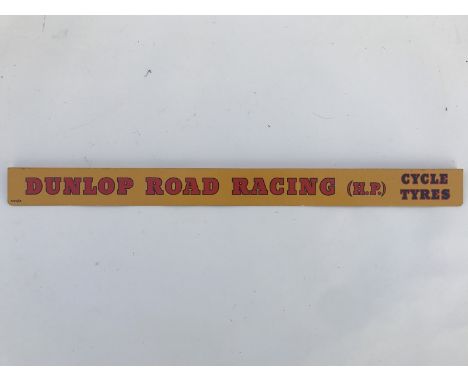 DUNLOP ROAD RACING (H.P.) CYCLE TYRES